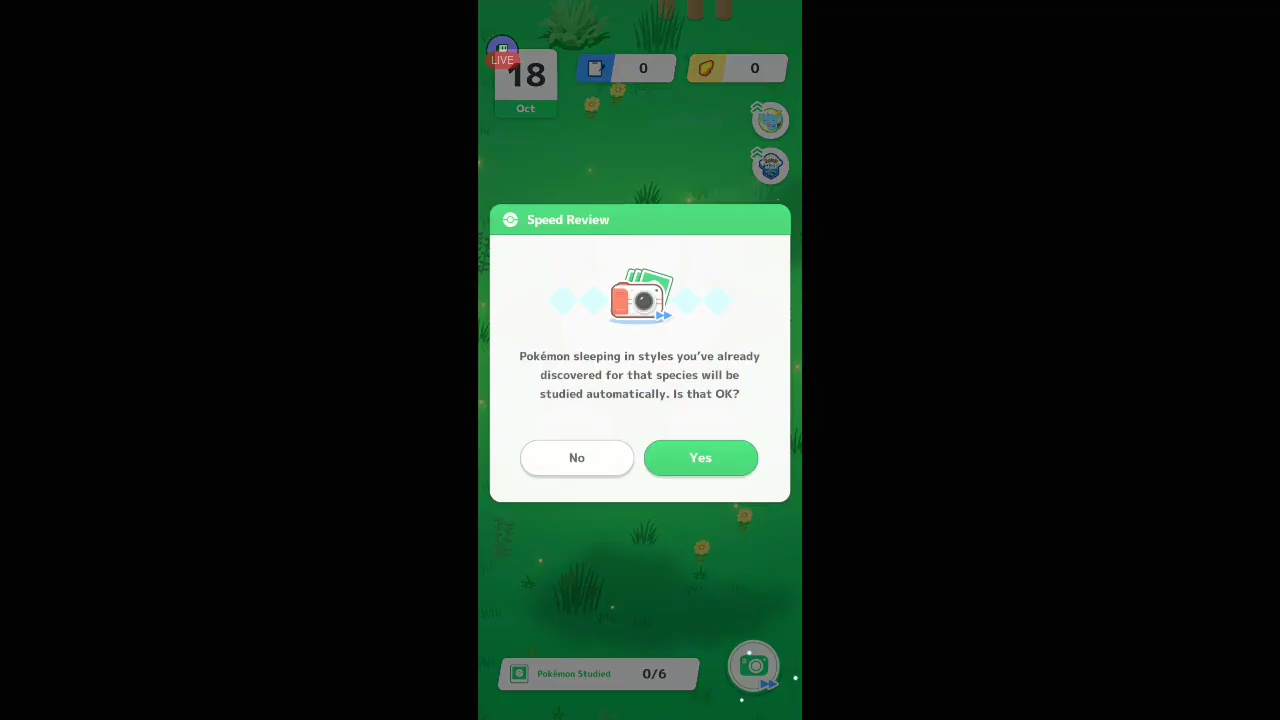 LIVE
18
Oct
0
0
Speed Review
Pokémon sleeping in styles you've already
discovered for that species will be
studied automatically. Is that OK?
No
Yes
Pokémon Studied
0/6